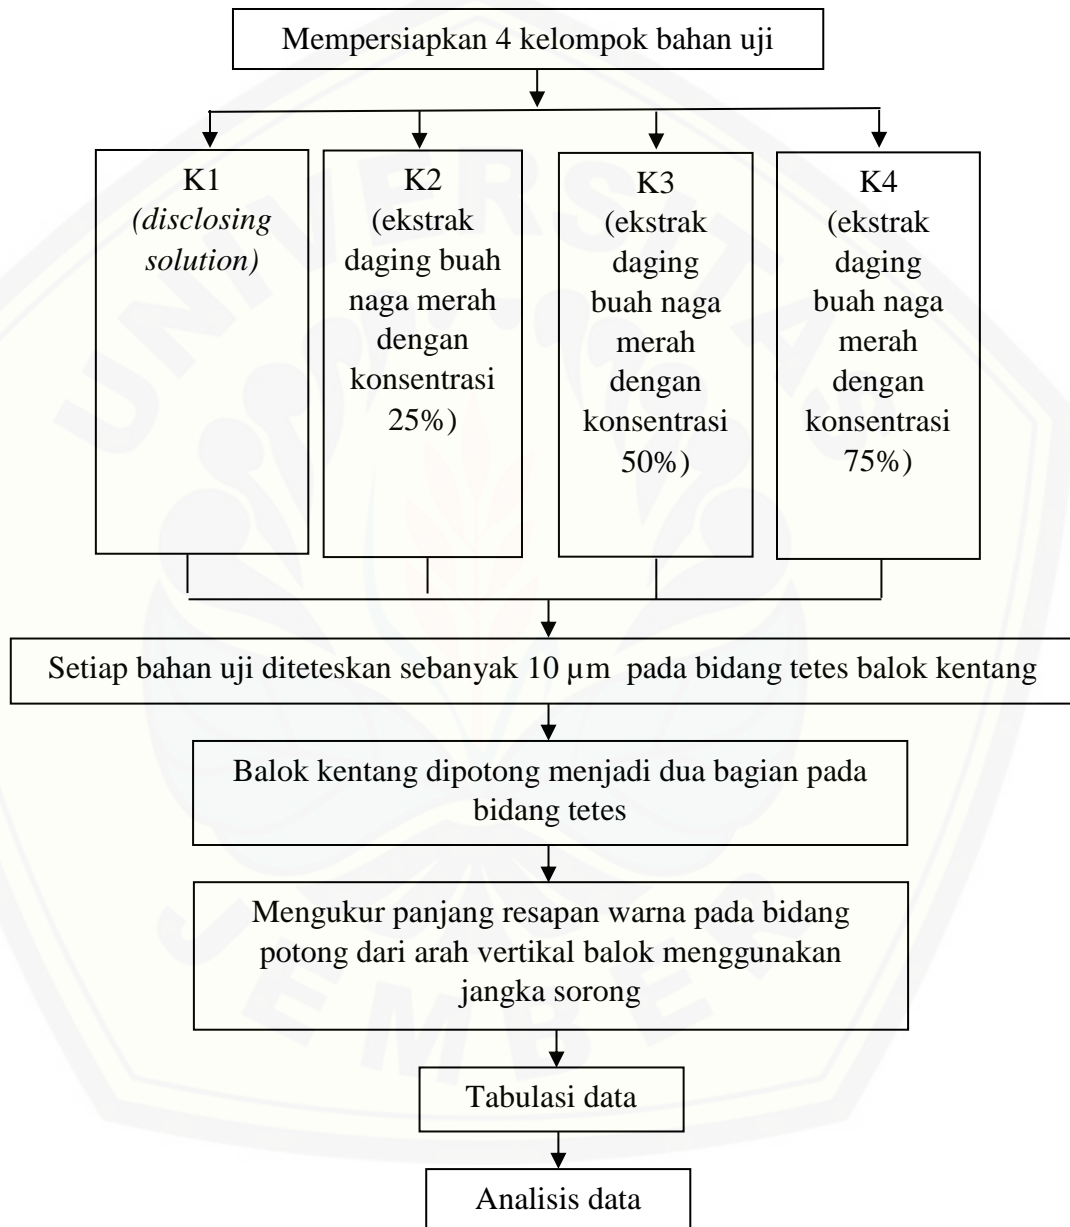 Mempersiapkan 4 kelompok bahan uji
K1
(disclosing
solution)
K2
(ekstrak
daging buah
naga merah
dengan
konsentrasi
25%)
K3
(ekstrak
daging
buah naga
merah
dengan
konsentrasi
50%)
K4
(ekstrak
daging
buah naga
merah
dengan
konsentrasi
75%)
Setiap bahan uji diteteskan sebanyak 10 µm pada bidang tetes balok kentang
Balok kentang dipotong menjadi dua bagian pada
bidang tetes
Mengukur panjang resapan warna pada bidang
potong dari arah vertikal balok menggunakan
jangka sorong
Tabulasi data
Analisis data
UNIVERSITAS
JEMBER